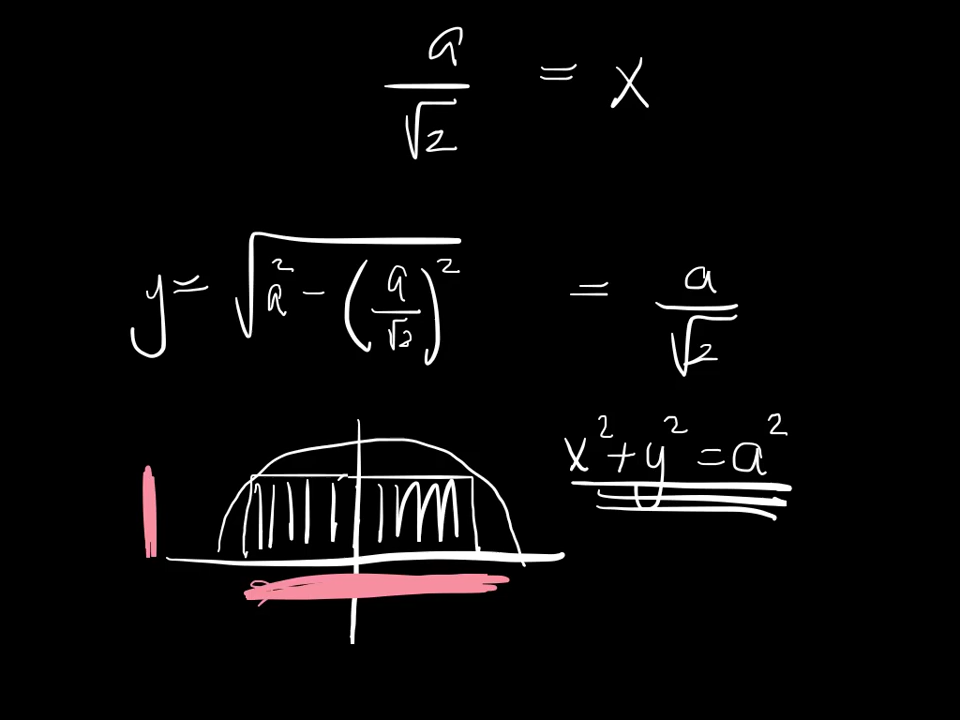 a/√2 = x
y = √(a² - (a/√2)²) = a/√2
x² + y² = a²